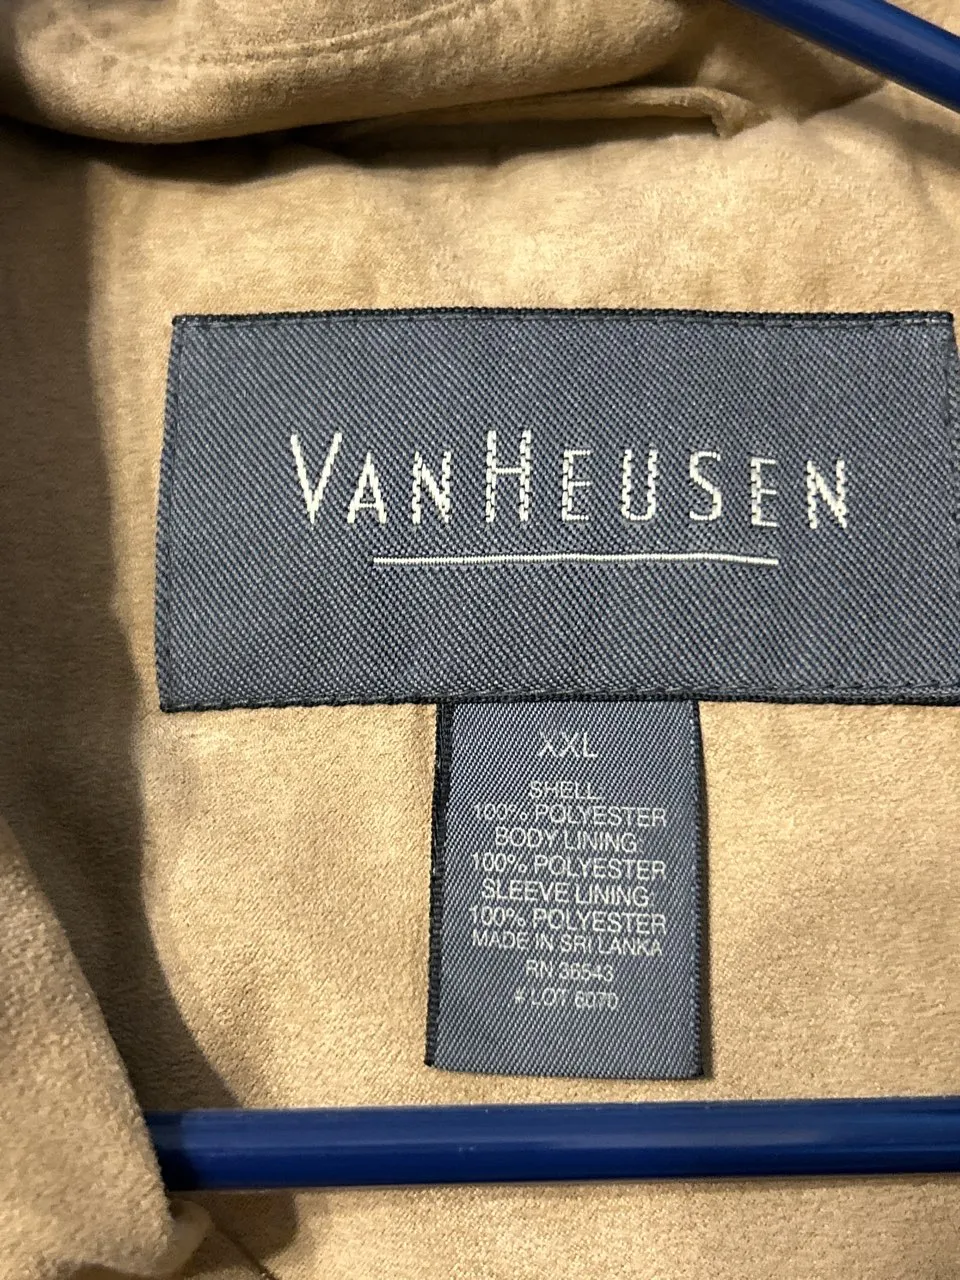 VANHEUSEN
XXL
SHELL
100% POLYESTER
BODY LINING
100% POLYESTER
SLEEVE LINING
100% POLYESTER
MADE IN SRI LANKA
RN 36543
# LOT 6070